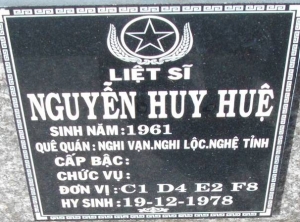 LIỆT SĨ
NGUYỄN HUY HUỆ
SINH NĂM:1961
QUÊ QUÁN: NGHI VẠN.NGHI LỘC.NGHỆ TĨNH
CẤP BẬC:
CHỨC VỤ:
ĐƠN VỊ:C1 D4 E2 F8
HY SINH:19-12-1978